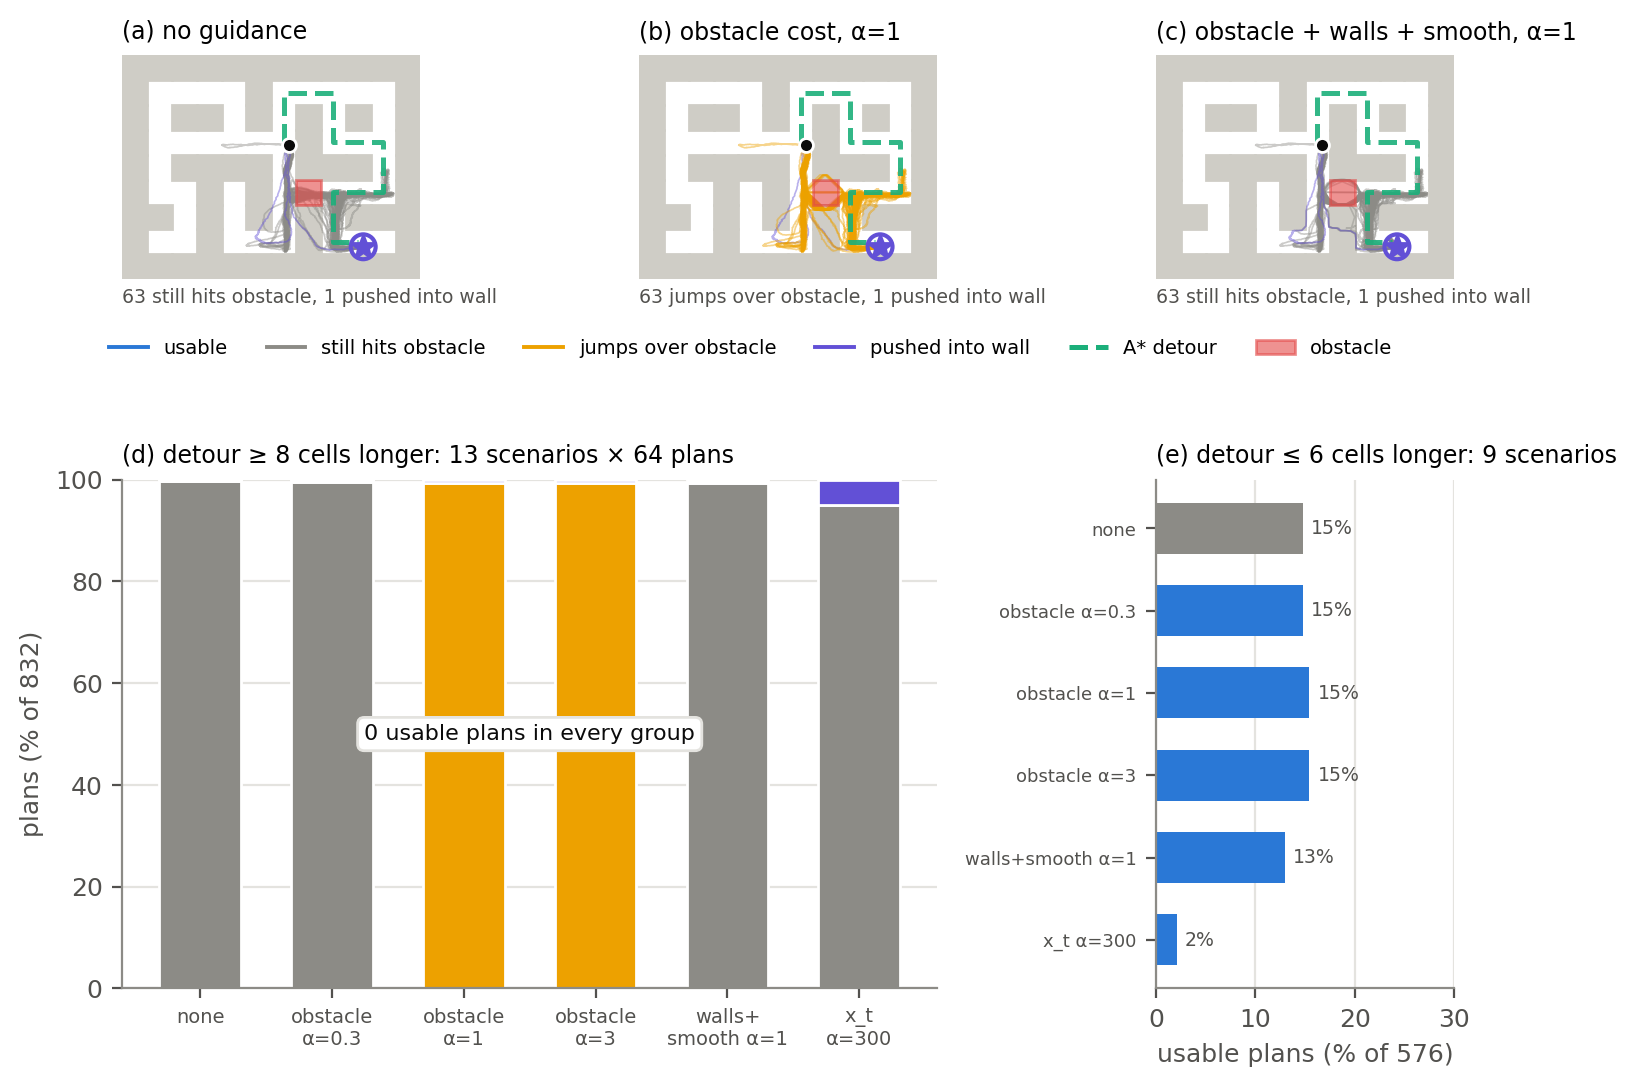 (a) no guidance
(b) obstacle cost, α=1
(c) obstacle + walls + smooth, α=1
63 still hits obstacle, 1 pushed into wall
63 jumps over obstacle, 1 pushed into wall
63 still hits obstacle, 1 pushed into wall
usable
still hits obstacle
jumps over obstacle
pushed into wall
A* detour
obstacle
(d) detour ≥ 8 cells longer: 13 scenarios × 64 plans
plans (% of 832)
100
80
60
40
20
0
0 usable plans in every group
none
obstacle
α=0.3
obstacle
α=1
obstacle
α=3
walls+
smooth α=1
x_t
α=300
(e) detour ≤ 6 cells longer: 9 scenarios
none
15%
obstacle α=0.3
15%
obstacle α=1
15%
obstacle α=3
15%
walls+smooth α=1
13%
x_t α=300
2%
0
10
20
30
usable plans (% of 576)